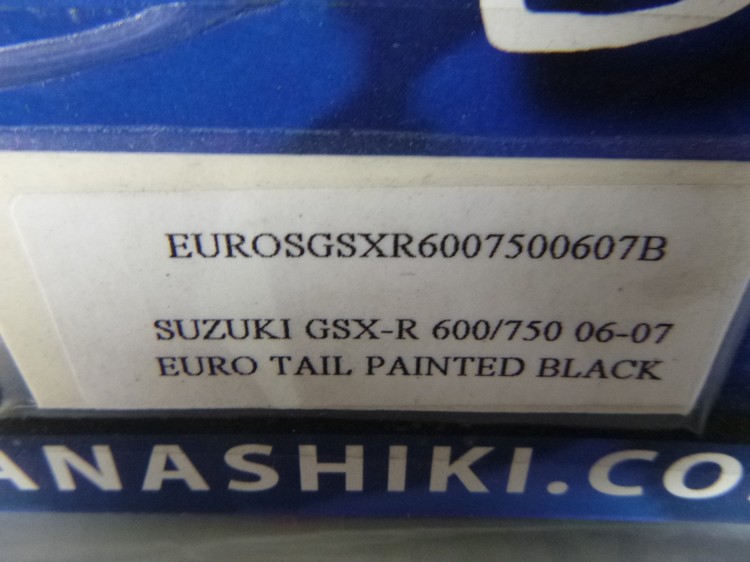 EUROSGSXR6007500607B
SUZUKI GSX-R 600/750 06-07
EURO TAIL PAINTED BLACK
ANASHIKI.CO